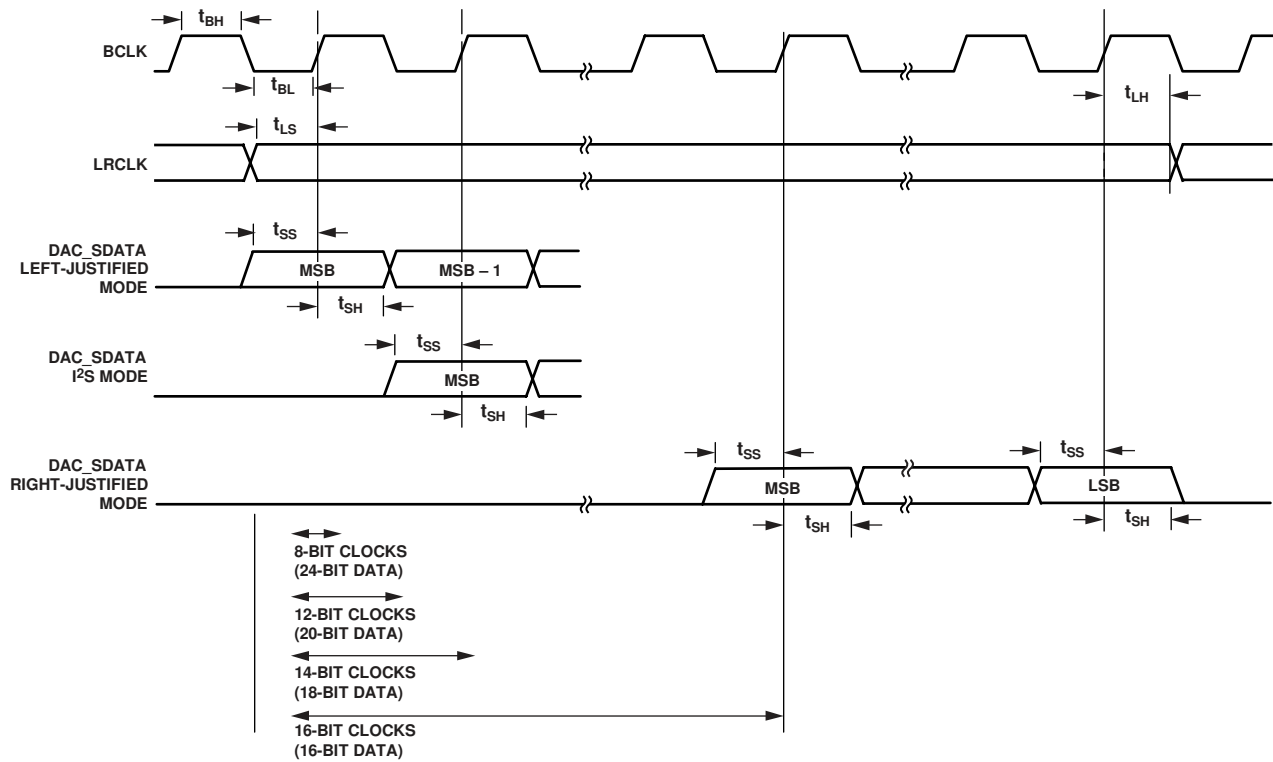 tBH
BCLK
tBL
tLH
tLS
LRCLK
tSS
DAC_SDATA
LEFT-JUSTIFIED
MODE
MSB
MSB – 1
tSH
DAC_SDATA
I²S MODE
tSS
MSB
tSH
DAC_SDATA
RIGHT-JUSTIFIED
MODE
tSS
tSS
MSB
LSB
tSH
tSH
8-BIT CLOCKS
(24-BIT DATA)
12-BIT CLOCKS
(20-BIT DATA)
14-BIT CLOCKS
(18-BIT DATA)
16-BIT CLOCKS
(16-BIT DATA)